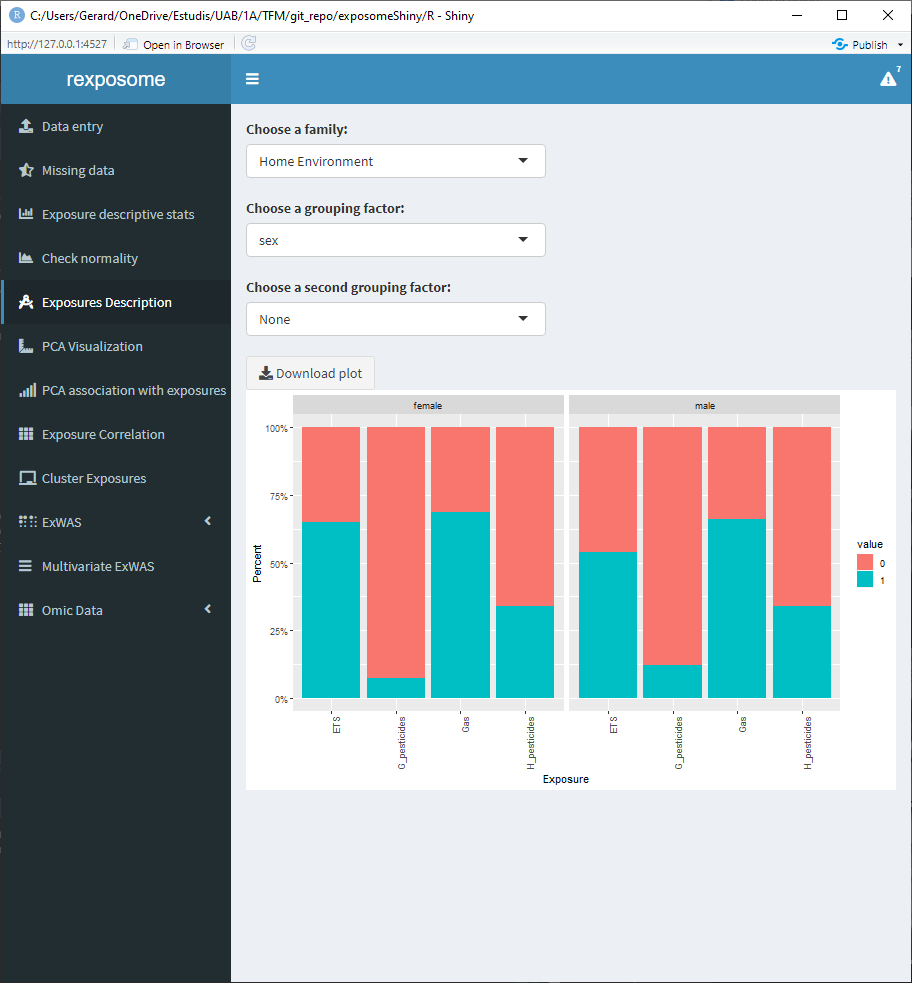 C:/Users/Gerard/OneDrive/Estudis/UAB/1A/TFM/git_repo/exposomeShiny/R - Shiny
http://127.0.0.1:4527
Open in Browser
Publish
rexposome
7
Data entry
Missing data
Exposure descriptive stats
Check normality
Exposures Description
PCA Visualization
PCA association with exposures
Exposure Correlation
Cluster Exposures
ExWAS
Multivariate ExWAS
Omic Data
Choose a family:
Home Environment
Choose a grouping factor:
sex
Choose a second grouping factor:
None
Download plot
female
male
100%
75%
50%
25%
0%
Percent
ETS
G_pesticides
Gas
H_pesticides
ETS
G_pesticides
Gas
H_pesticides
Exposure
value
0
1